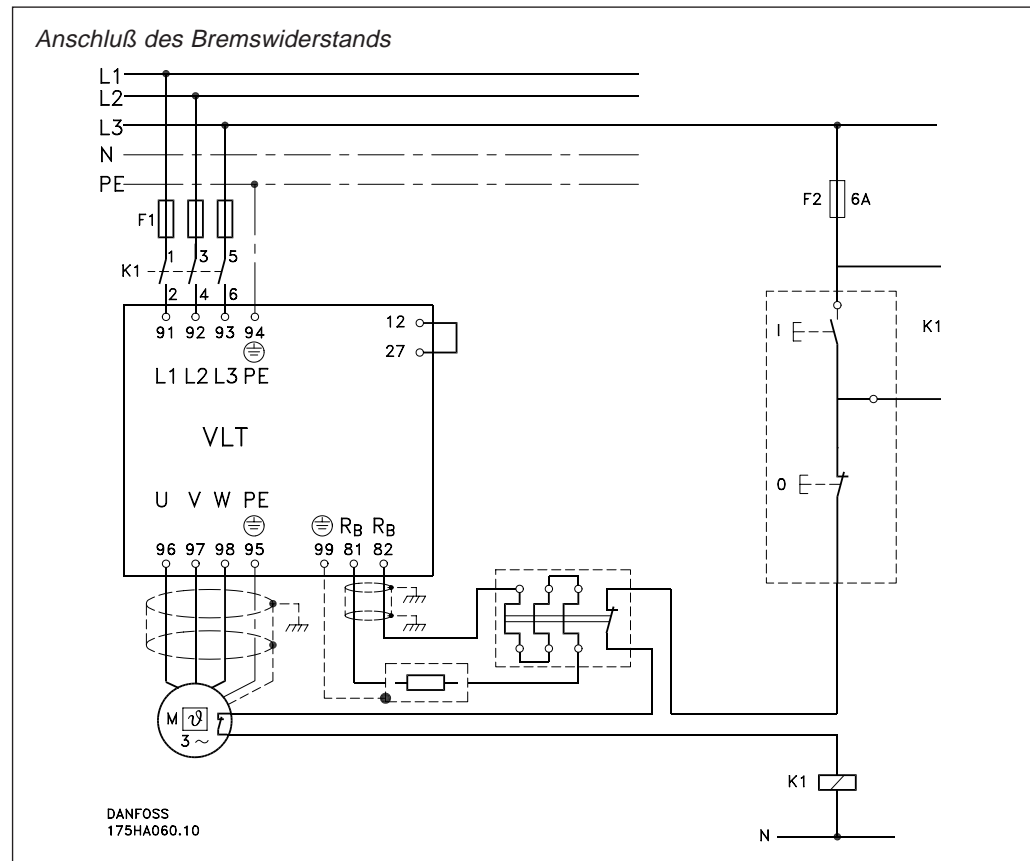 Anschluß des Bremswiderstands
L1
L2
L3
N
PE
F1
F2 6A
1 3 5
K1
2 4 6
91 92 93 94
12
27
I
K1
L1 L2 L3 PE
VLT
0
U V W PE
RB RB
96 97 98 95 99 81 82
M ϑ
3 ~
K1
N
DANFOSS
175HA060.10